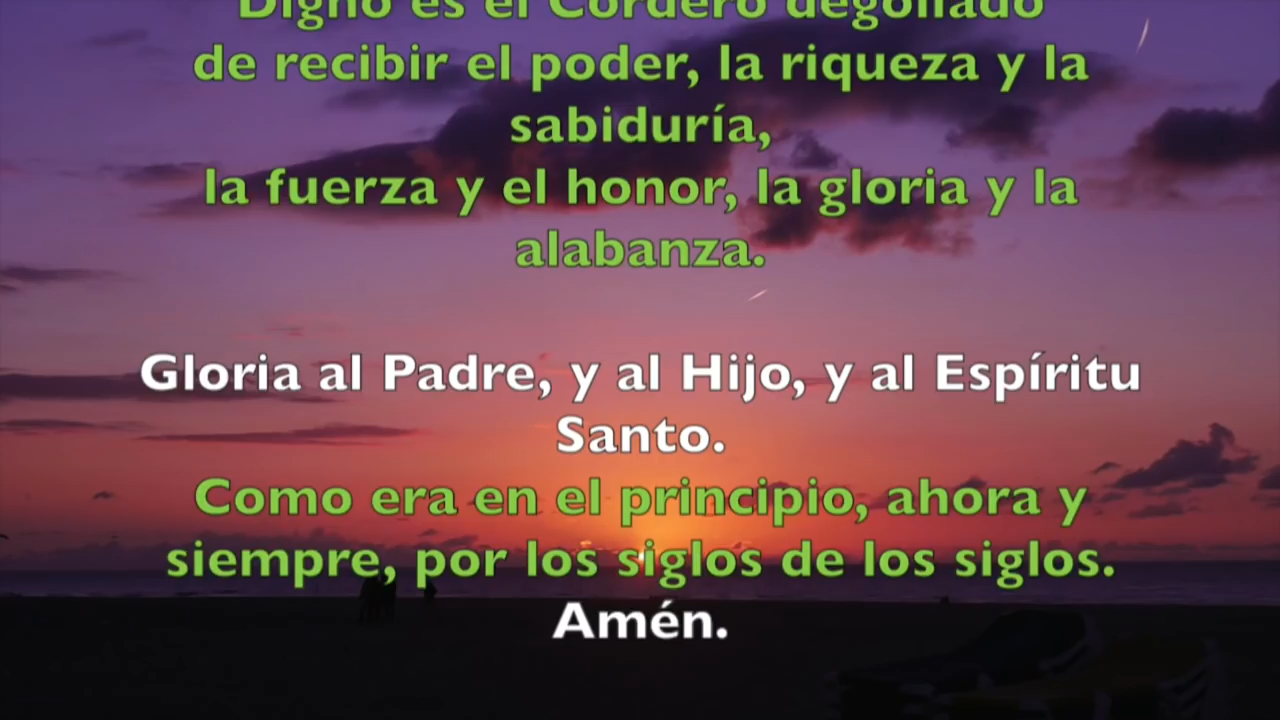 Digno es el Cordero degollado
de recibir el poder, la riqueza y la
sabiduría,
la fuerza y el honor, la gloria y la
alabanza.
Gloria al Padre, y al Hijo, y al Espíritu
Santo.
Como era en el principio, ahora y
siempre, por los siglos de los siglos.
Amén.